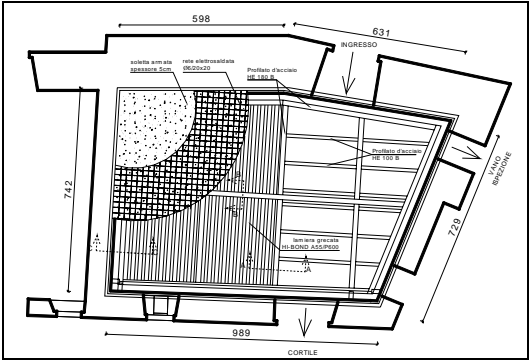 598
631
INGRESSO
soletta armata
spessore 5cm
rete elettrosaldata
Ø6/20x20
Profilato d'acciaio
HE 180 B
Profilato d'acciaio
HE 100 B
VANO
ISPEZIONE
742
729
B
B
lamiera grecata
HI-BOND A55/P600
A
A
A
A
989
CORTILE